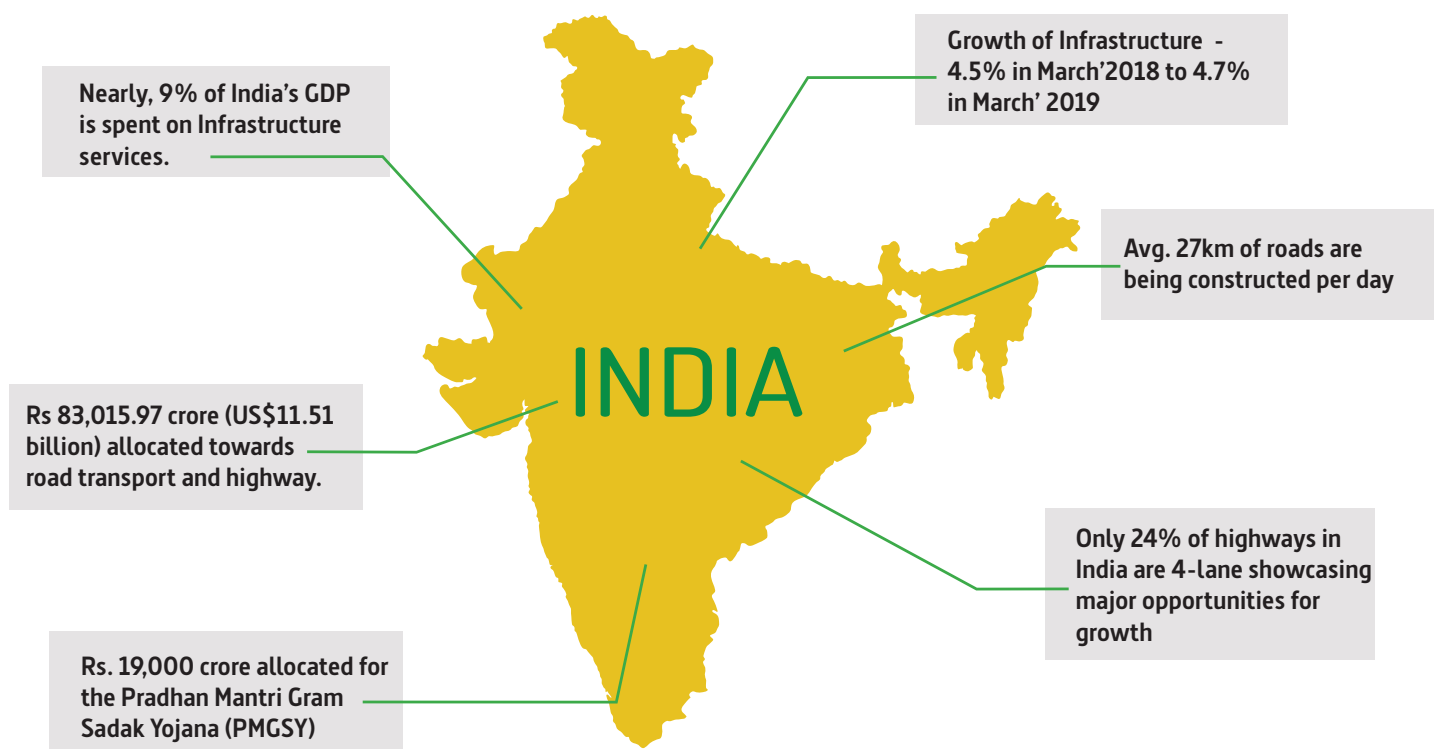 Growth of Infrastructure -
4.5% in March'2018 to 4.7%
in March' 2019
Nearly, 9% of India's GDP
is spent on Infrastructure
services.
Avg. 27km of roads are
being constructed per day
INDIA
Rs 83,015.97 crore (US$11.51
billion) allocated towards
road transport and highway.
Only 24% of highways in
India are 4-lane showcasing
major opportunities for
growth
Rs. 19,000 crore allocated for
the Pradhan Mantri Gram
Sadak Yojana (PMGSY)